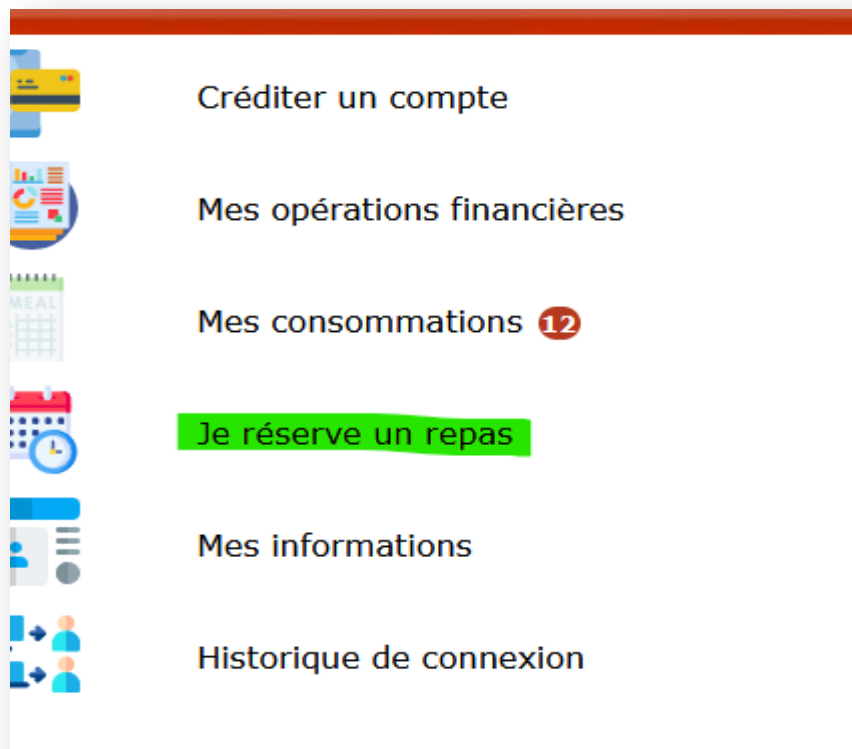 Créditer un compte
Mes opérations financières
MEAL
Mes consommations 12
Je réserve un repas
Mes informations
Historique de connexion